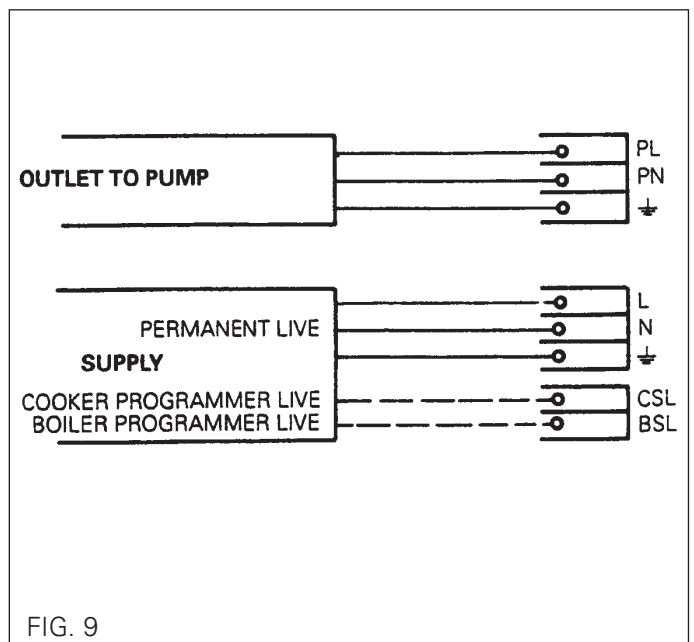 OUTLET TO PUMP
PL
PN
PERMANENT LIVE
SUPPLY
L
N
COOKER PROGRAMMER LIVE
BOILER PROGRAMMER LIVE
CSL
BSL
FIG. 9